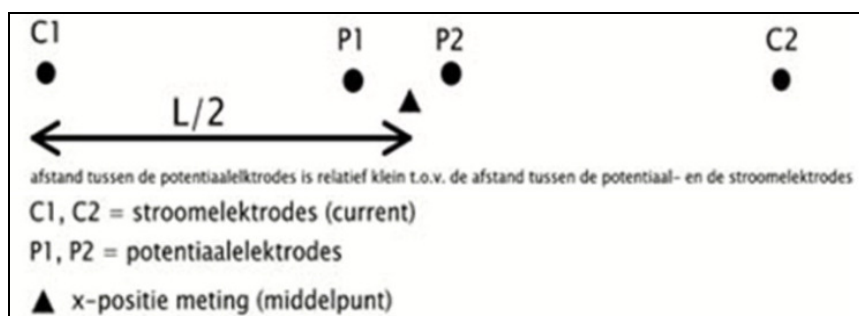 C1 P1 P2 C2
L/2
afstand tussen de potentiaalelktrodes is relatief klein t.o.v. de afstand tussen de potentiaal- en de stroomelektrodes
C1, C2 = stroomelektrodes (current)
P1, P2 = potentiaalelektrodes
▲ x-positie meting (middelpunt)